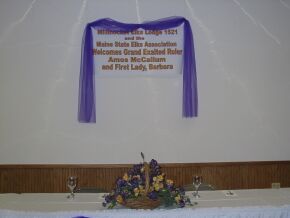 Millinocket Elks Lodge 1521
and the
Maine State Elks Association
Welcomes Grand Exalted Ruler
Amos McCallum
and First Lady, Barbara